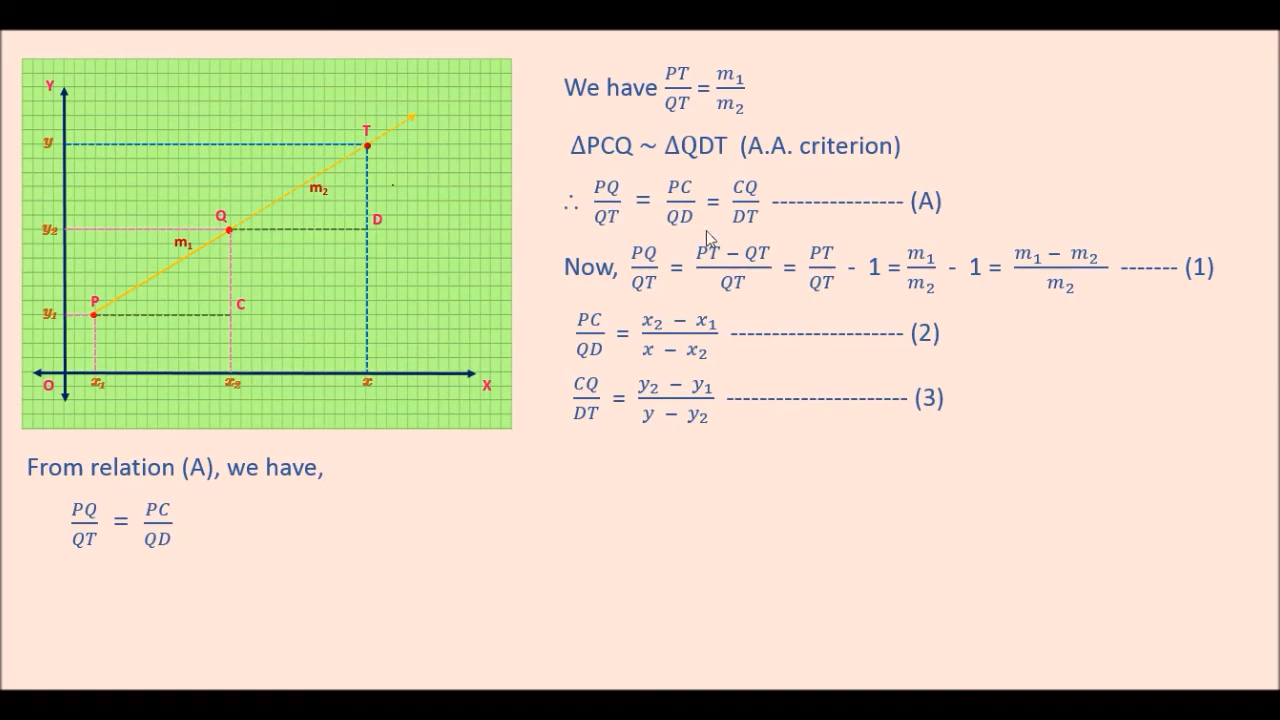 Y
y
T
m₂
Q
y₂
D
m₁
P
C
y₁
O
x₁
x₂
x
X
We have PT/QT = m₁/m₂
ΔPCQ ~ ΔQDT (A.A. criterion)
∴ PQ/QT = PC/QD = CQ/DT ---------------- (A)
Now, PQ/QT = PT − QT/QT = PT/QT - 1 = m₁/m₂ - 1 = m₁ − m₂/m₂ ------- (1)
PC/QD = x₂ − x₁/x − x₂ --------------------- (2)
CQ/DT = y₂ − y₁/y − y₂ ---------------------- (3)
From relation (A), we have,
PQ/QT = PC/QD